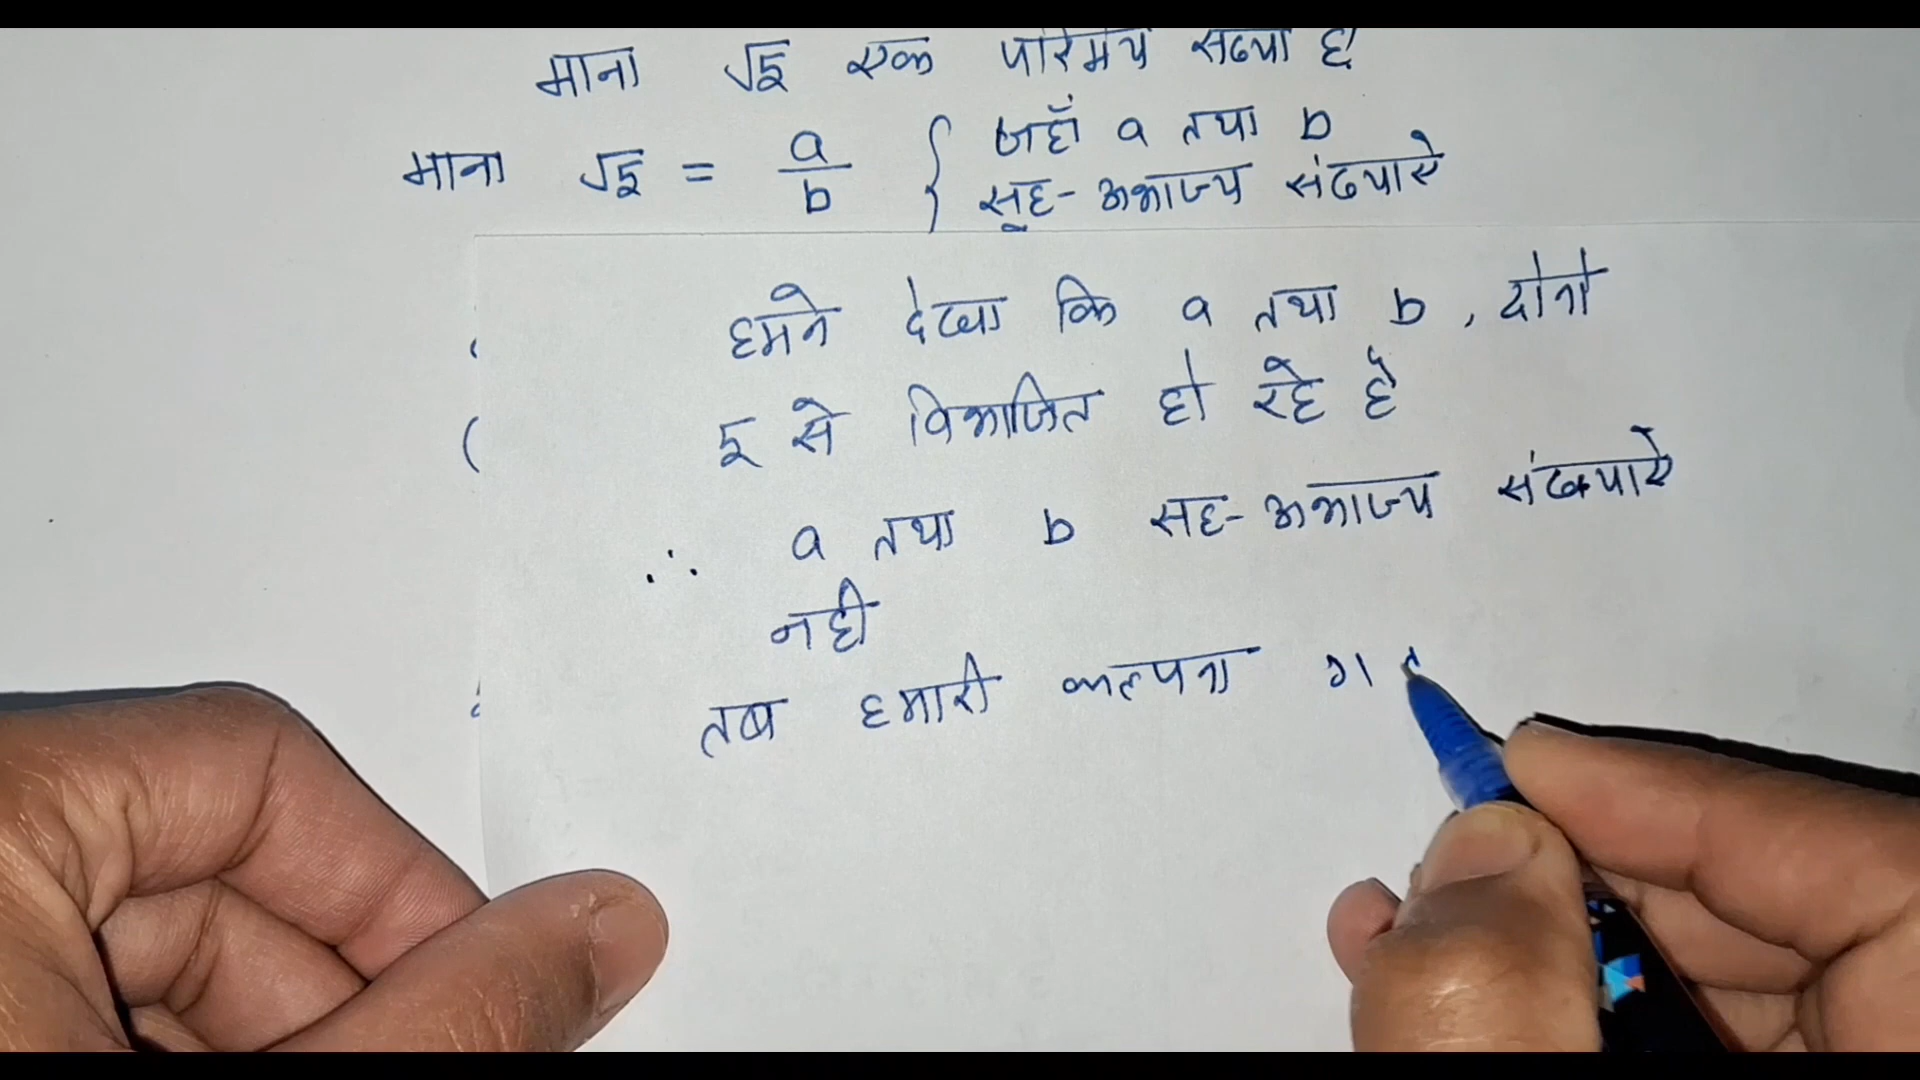 माना √5 एक परिमेय संख्या है
माना √5 = a/b { जहाँ a तथा b
सह-अभाज्य संख्याऐ
हमने देखा कि a तथा b, दोनो
5 से विभाजित हो रहे है
∴ a तथा b सह-अभाज्य संख्याऐ
नही
तब हमारी कल्पना ग